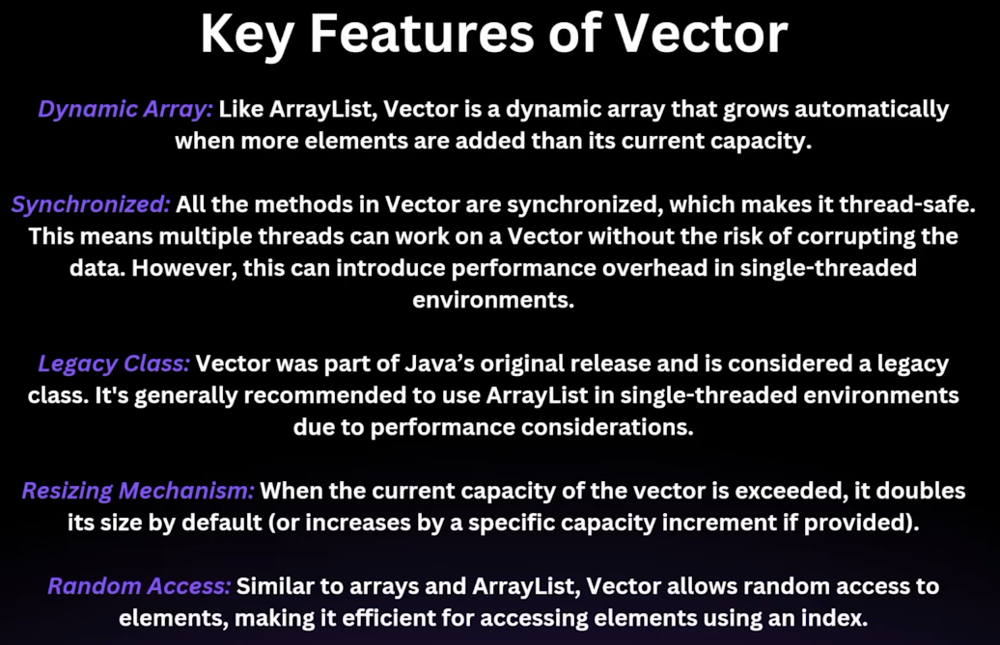 Key Features of Vector
Dynamic Array: Like ArrayList, Vector is a dynamic array that grows automatically
when more elements are added than its current capacity.
Synchronized: All the methods in Vector are synchronized, which makes it thread-safe.
This means multiple threads can work on a Vector without the risk of corrupting the
data. However, this can introduce performance overhead in single-threaded
environments.
Legacy Class: Vector was part of Java’s original release and is considered a legacy
class. It's generally recommended to use ArrayList in single-threaded environments
due to performance considerations.
Resizing Mechanism: When the current capacity of the vector is exceeded, it doubles
its size by default (or increases by a specific capacity increment if provided).
Random Access: Similar to arrays and ArrayList, Vector allows random access to
elements, making it efficient for accessing elements using an index.